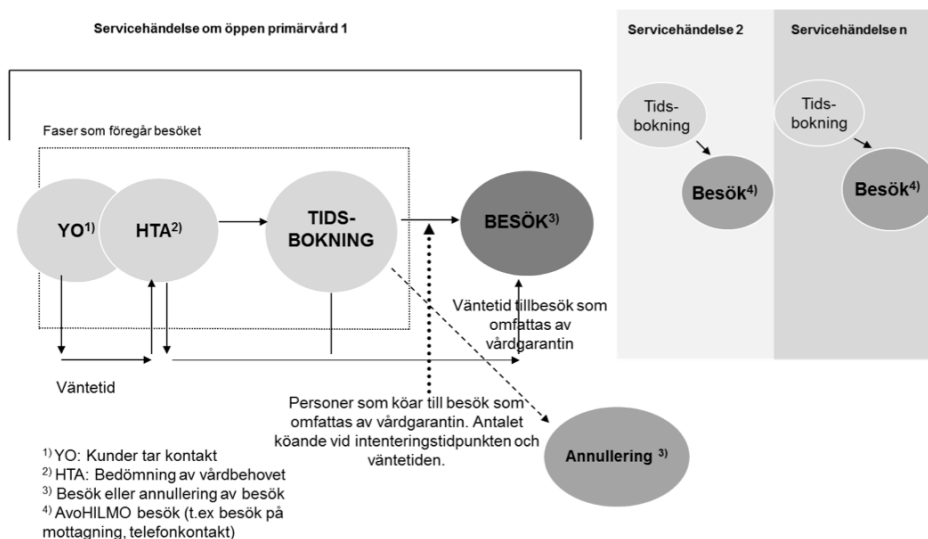 Servicehändelse om öppen primärvård 1
Servicehändelse 2
Servicehändelse n
Faser som föregår besöket
YO1)
HTA2)
TIDS-
BOKNING
BESÖK3)
Tids-
bokning
Besök4)
Tids-
bokning
Besök4)
Väntetid
Väntetid tillbesök som
omfattas av
vårdgarantin
Personer som köar till besök som
omfattas av vårdgarantin. Antalet
köande vid intenteringstidpunkten och
väntetiden.
Annullering 3)
1) YO: Kunder tar kontakt
2) HTA: Bedömning av vårdbehovet
3) Besök eller annullering av besök
4) AvoHILMO besök (t.ex besök på
mottagning, telefonkontakt)